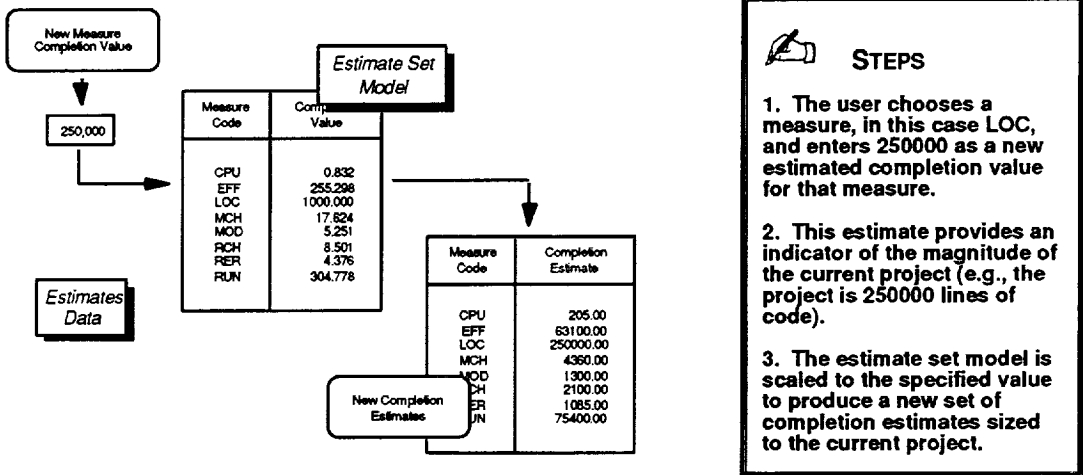 New Measure
Completion Value
250,000
Estimate Set
Model
Measure
Code
Value
CPU 0.832
EFF 255.298
LOC 1000.000
MCH 17.624
MOD 5.251
RCH 8.501
RER 4.376
RUN 304.778
Estimates
Data
Measure
Code
Completion
Estimate
CPU 205.00
EFF 63100.00
LOC 250000.00
MCH 4360.00
MOD 1300.00
CH 2100.00
ER 1085.00
UN 75400.00
New Completion
Estimates
STEPS
1. The user chooses a
measure, in this case LOC,
and enters 250000 as a new
estimated completion value
for that measure.
2. This estimate provides an
indicator of the magnitude of
the current project (e.g., the
project is 250000 lines of
code).
3. The estimate set model is
scaled to the specified value
to produce a new set of
completion estimates sized
to the current project.